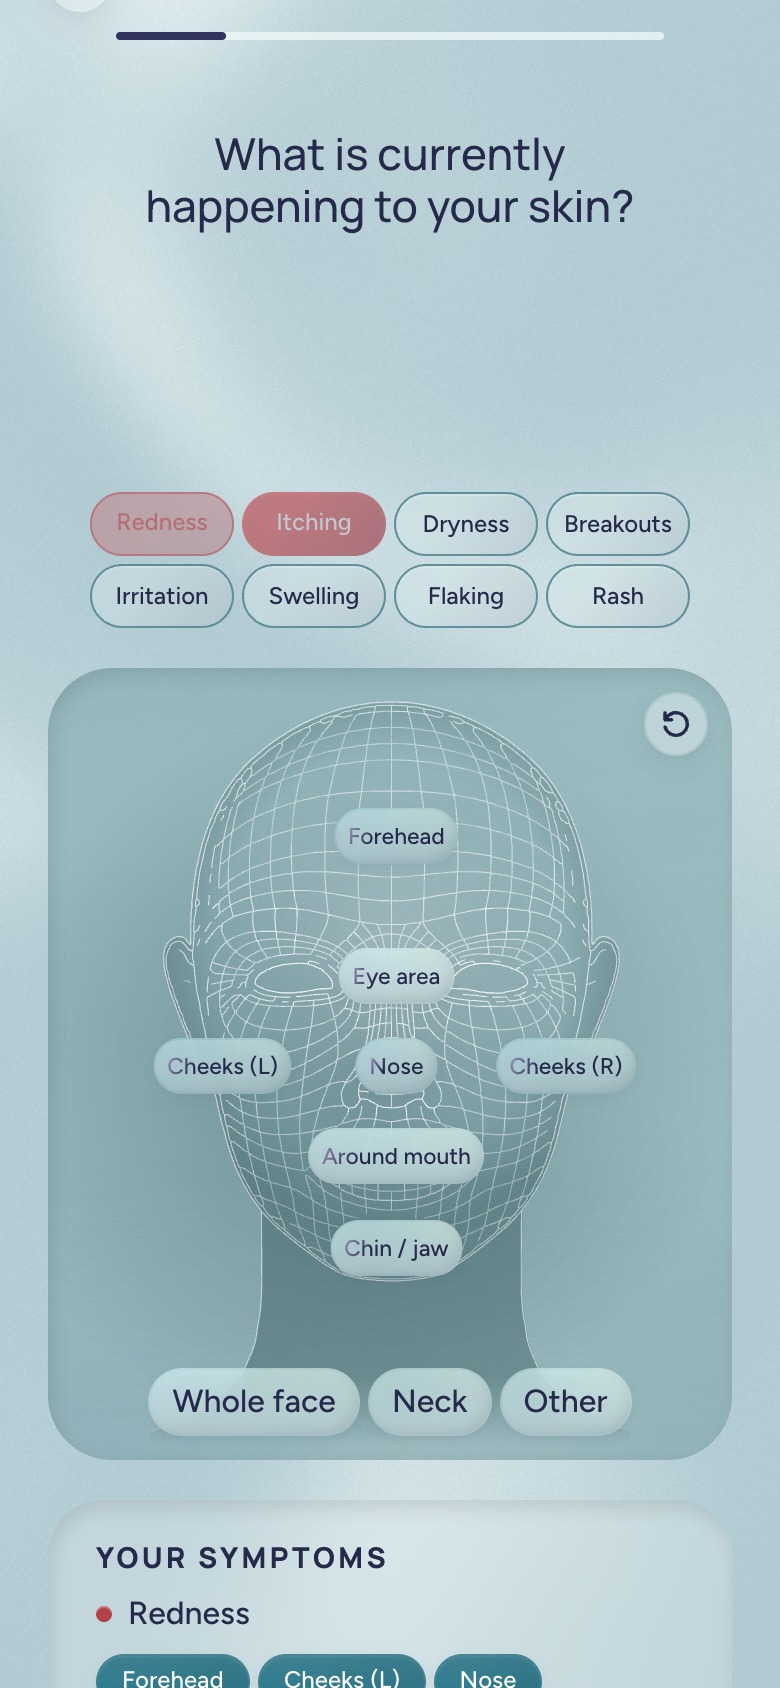 What is currently
happening to your skin?
Redness Itching Dryness Breakouts
Irritation Swelling Flaking Rash
Forehead
Eye area
Cheeks (L) Nose Cheeks (R)
Around mouth
Chin / jaw
Whole face Neck Other
YOUR SYMPTOMS
Redness
Forehead Cheeks (L) Nose